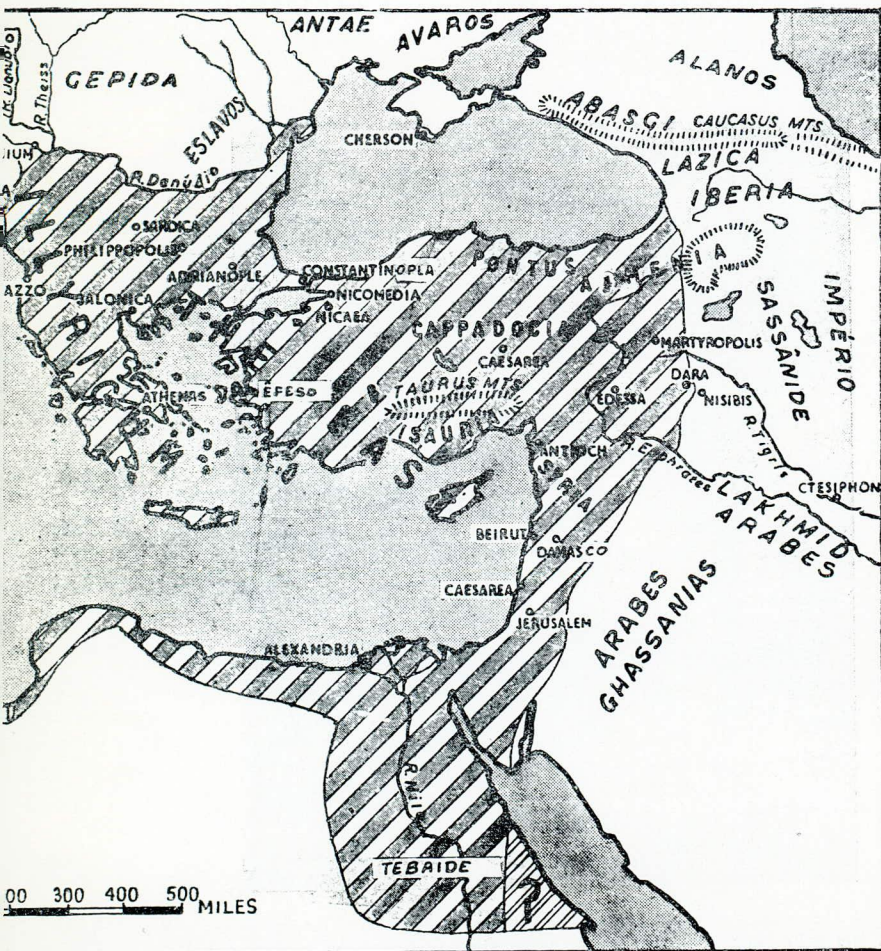 ANTAE
AVAROS
ALANOS
GEPIDA
R. Theiss
ESLAVOS
ABASGI
CAUCASUS MTS
CHERSON
LAZICA
IBERIA
R. Danúbio
SARDICA
PHILIPPOPOLIS
ADRIANOPLE
CONSTANTINOPLA
PONTUS
NICOMEDIA
NICAEA
AZZO
SALONICA
CAPPADOCIA
CAESAREA
MARTYROPOLIS
IMPÉRIO
SASSÂNIDE
TAURUS MTS
DARA
EDESSA
NISIBIS
ATHENAS
EFESO
ISAURIA
R. Tigris
ANTIOCH
SYRIA
R. Euphrates
CTESIPHON
LAKHMID
ARABES
BEIRUT
DAMASCO
CAESAREA
JERUSALEM
ARABES
GHASSANIAS
ALEXANDRIA
R. Nilo
TEBAIDE
?
00 300 400 500 MILES